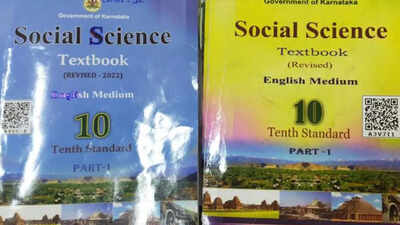 Government of Karnataka
Social Science
Textbook
(REVISED - 2022)
English Medium
10
Tenth Standard
PART-I
Government of Karnataka
Social Science
Textbook
(Revised)
English Medium
10
Tenth Standard
PART - I
A3V7I1